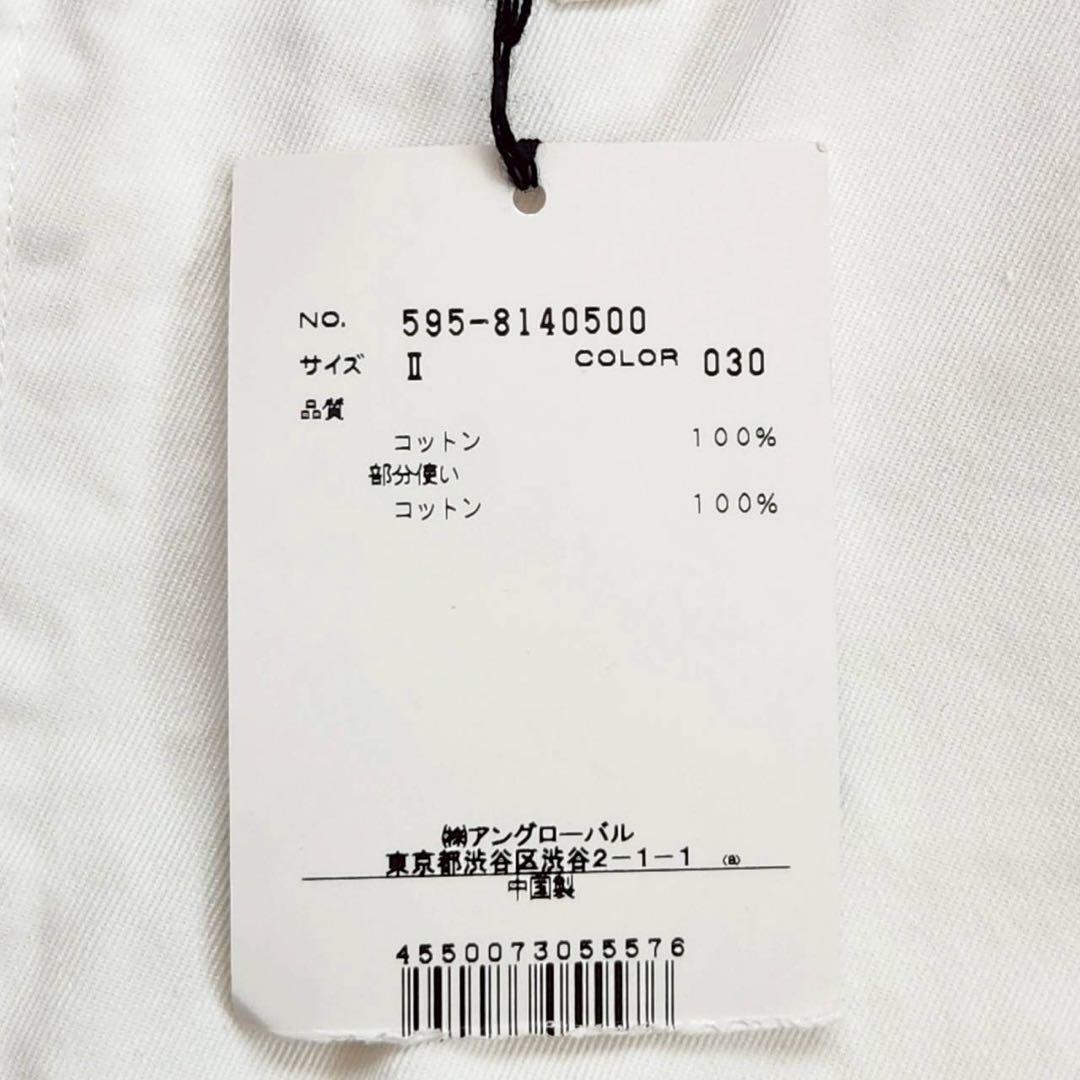 NO. 595-8140500
サイズ Ⅱ COLOR 030
品質
コットン 100%
部分使い
コットン 100%
㈱アングローバル
東京都渋谷区渋谷2-1-1 (B)
中国製
4550073055576